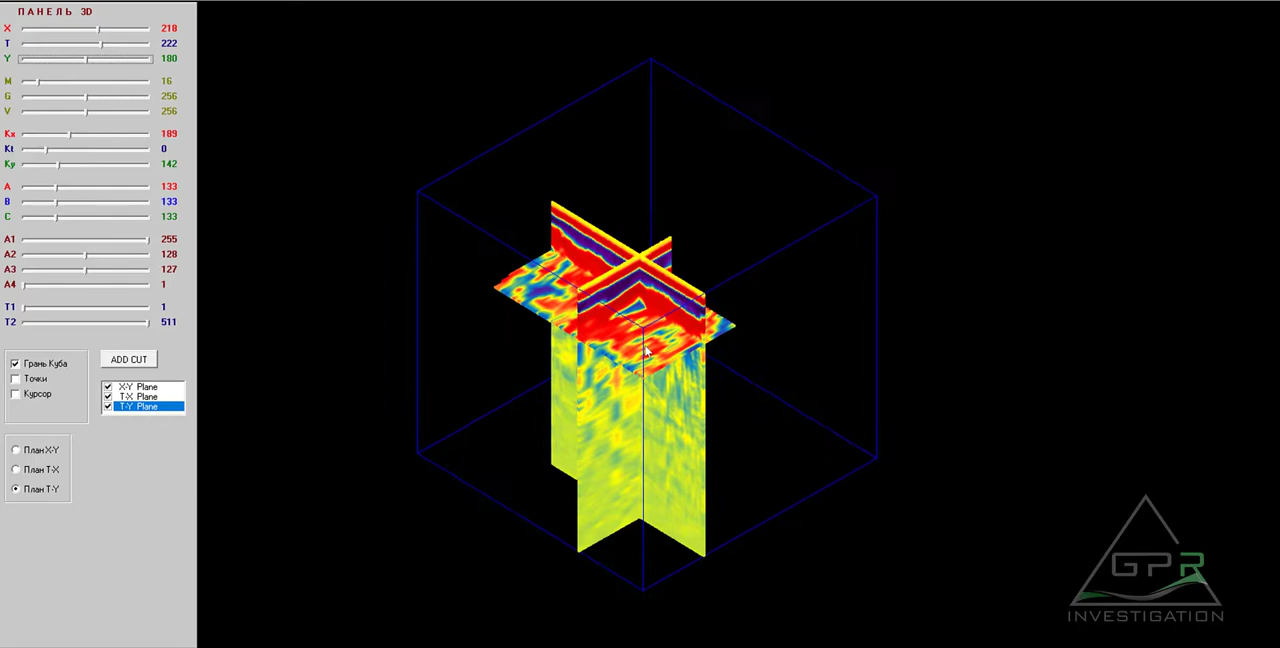 ПАНЕЛЬ 3D
X 218
T 222
Y 180
M 16
G 256
V 256
Kx 189
Kt 0
Ky 142
A 133
B 133
C 133
A1 255
A2 128
A3 127
A4 1
T1 1
T2 511
Грань Куба
Точки
Курсор
ADD CUT
X-Y Plane
T-X Plane
T-Y Plane
План X-Y
План T-X
План T-Y
GPR
INVESTIGATION